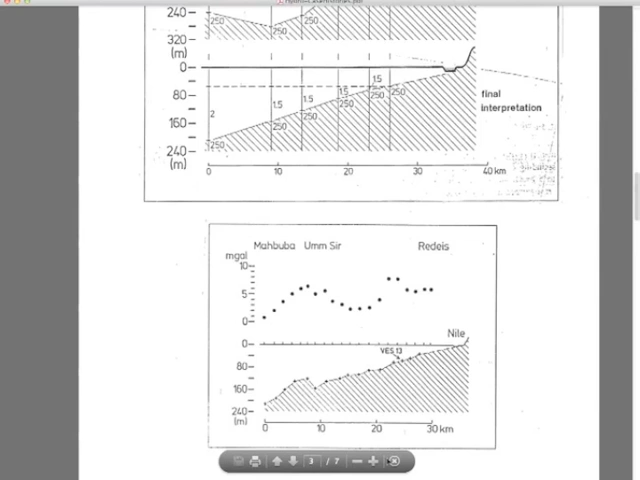 240
250
250
250
320
(m)
0
80
160
240
(m)
2
250
1.5
250
1.5
250
1.5
250
1.5
250
250
final
interpretation
0 10 20 30 40 km
Mahbuba Umm Sir Redeis
mgal
10
5
0
Nile
0
VES 13
80
160
240
(m)
0 10 20 30 km
3 / 7